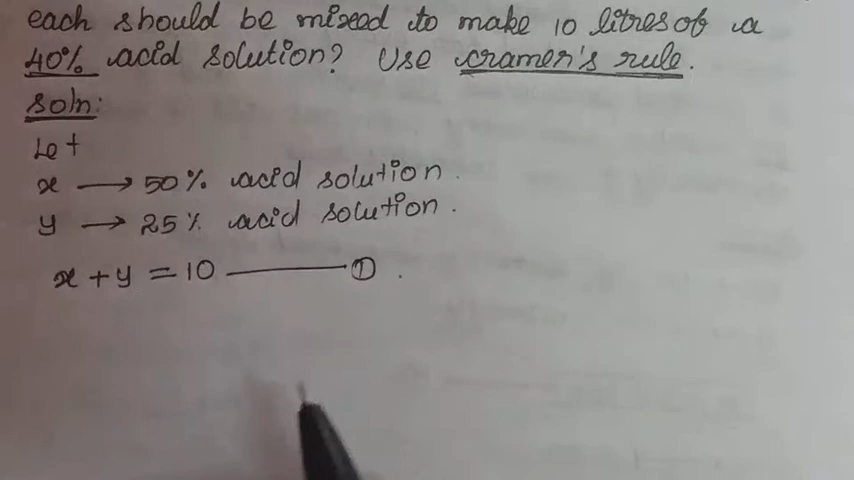 each should be mixed to make 10 litres of a
40% acid solution? Use cramer's rule.
Soln:
Let
x → 50% acid solution.
y → 25% acid solution.
x + y = 10 ——— ①.